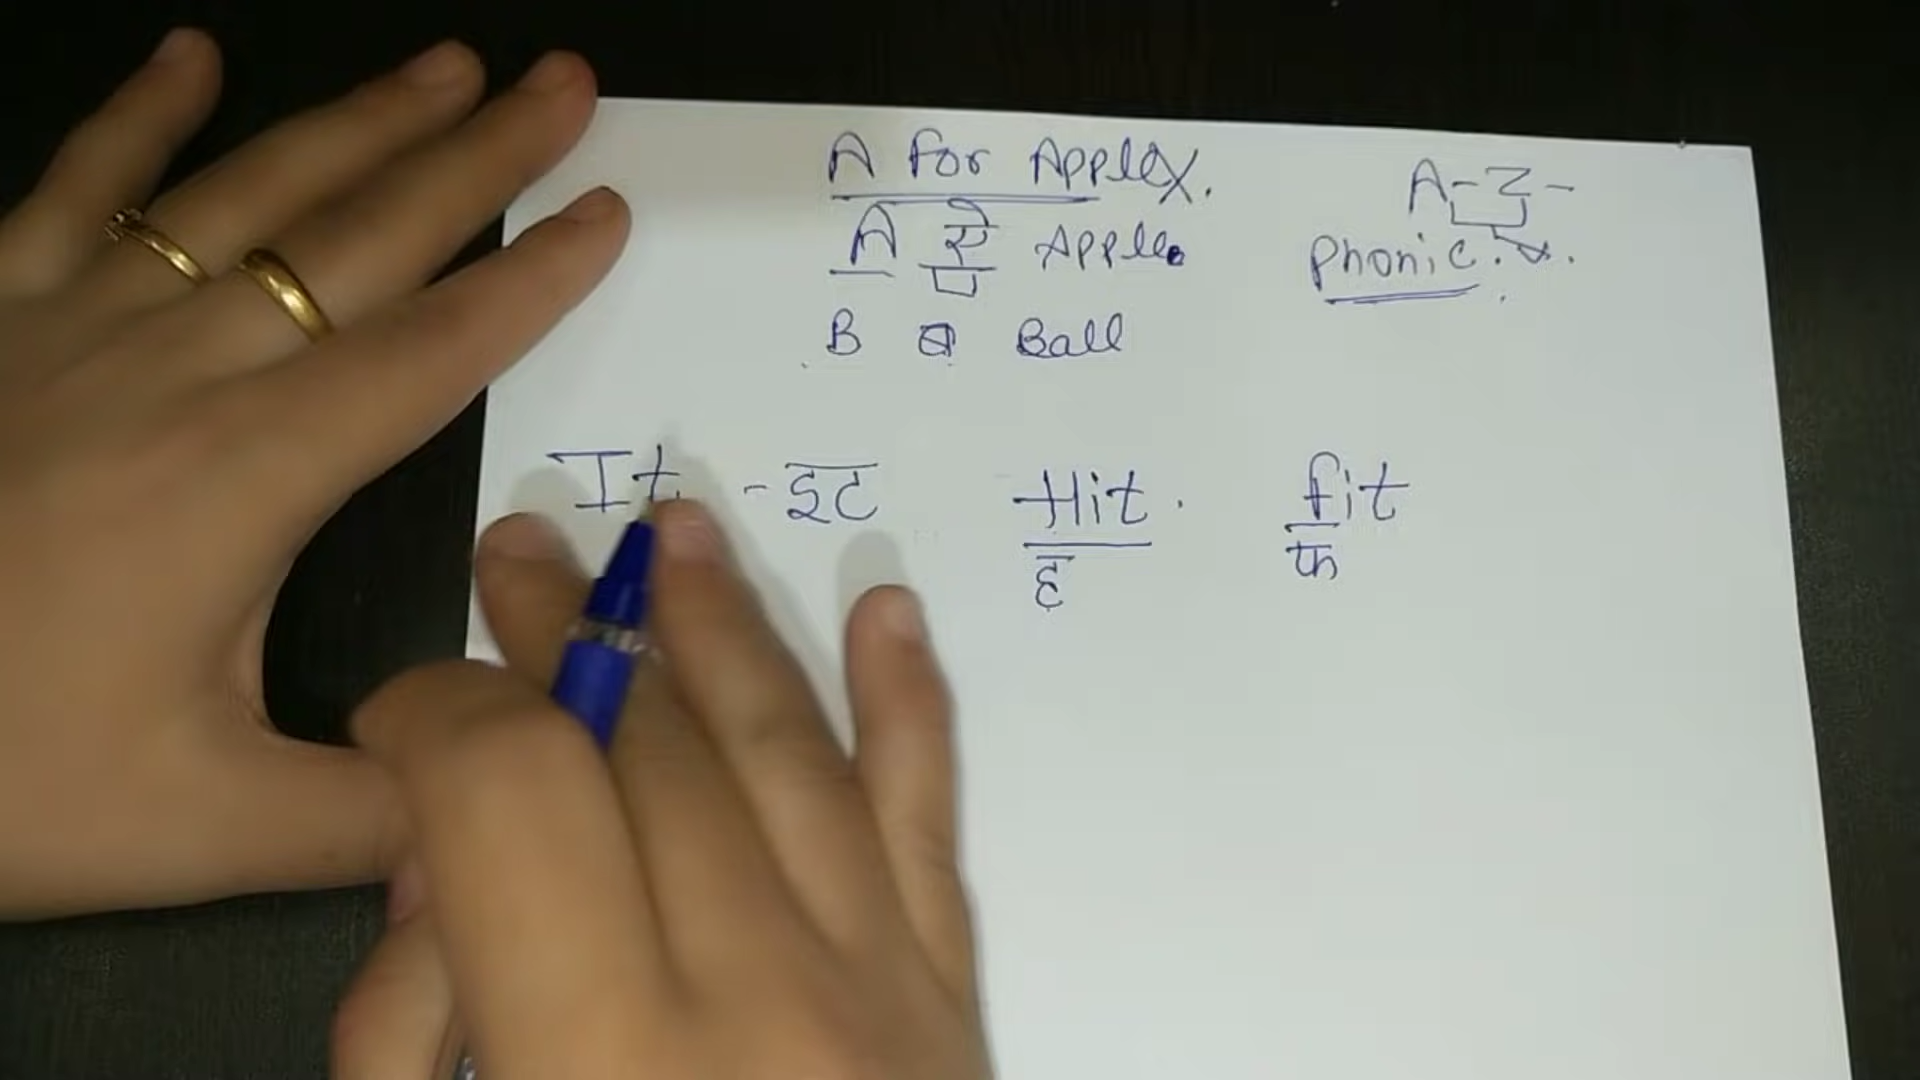 A for Apple X.
A - Z -
A ऐ Apple
Phonic.
B ब Ball
It - इट Hit. fit
ह फ